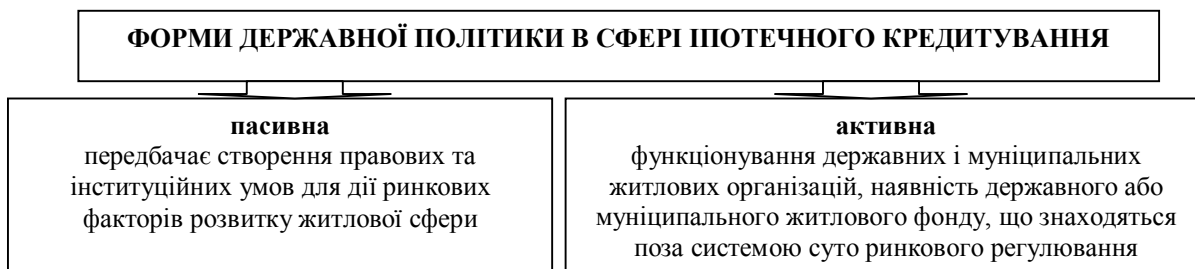 ФОРМИ ДЕРЖАВНОЇ ПОЛІТИКИ В СФЕРІ ІПОТЕЧНОГО КРЕДИТУВАННЯ
пасивна
передбачає створення правових та
інституційних умов для дії ринкових
факторів розвитку житлової сфери
активна
функціонування державних і муніципальних
житлових організацій, наявність державного або
муніципального житлового фонду, що знаходяться
поза системою суто ринкового регулювання